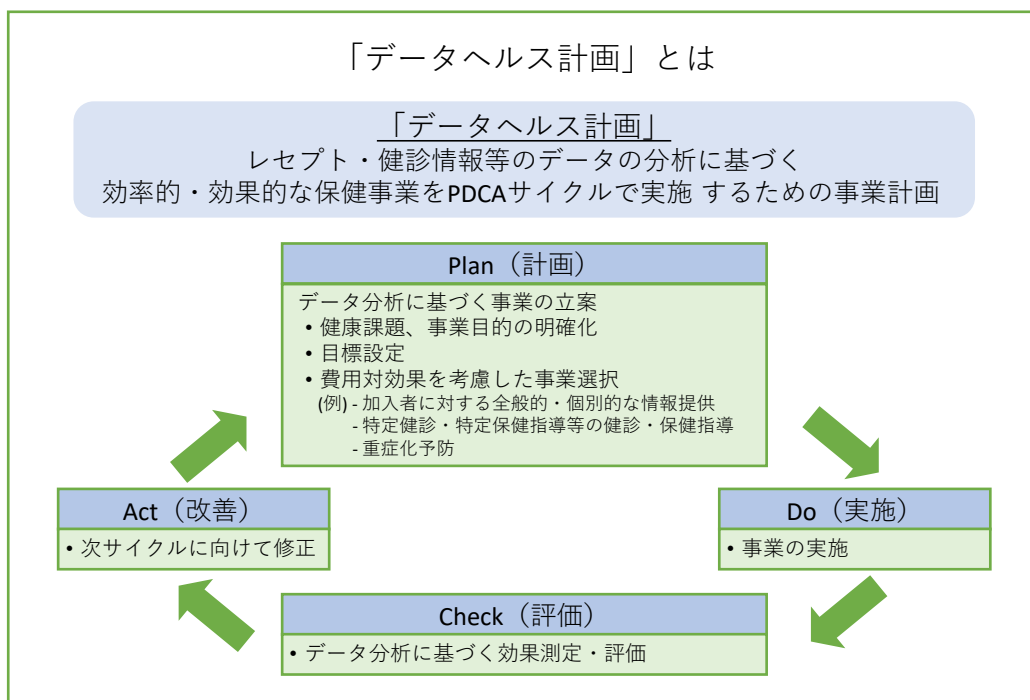 「データヘルス計画」とは
「データヘルス計画」
レセプト・健診情報等のデータの分析に基づく
効率的・効果的な保健事業をPDCAサイクルで実施 するための事業計画
Plan（計画）
データ分析に基づく事業の立案
• 健康課題、事業目的の明確化
• 目標設定
• 費用対効果を考慮した事業選択
(例) - 加入者に対する全般的・個別的な情報提供
- 特定健診・特定保健指導等の健診・保健指導
- 重症化予防
Do（実施）
• 事業の実施
Check（評価）
• データ分析に基づく効果測定・評価
Act（改善）
• 次サイクルに向けて修正